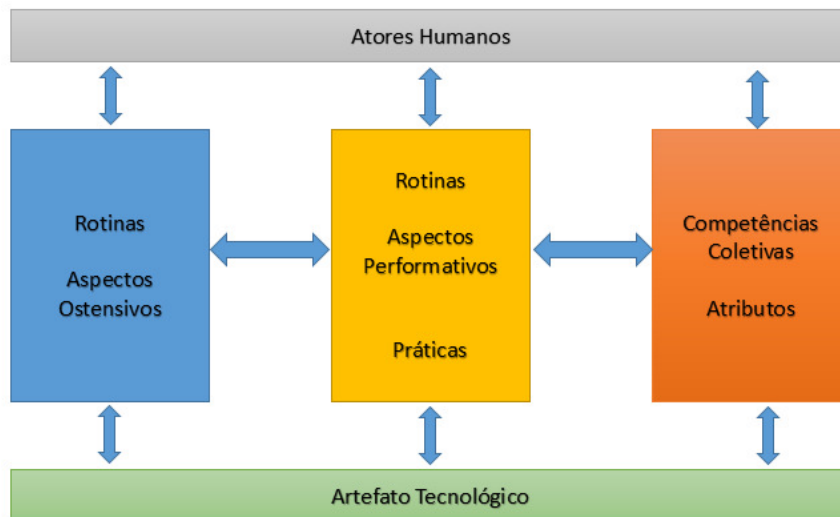 Atores Humanos
Rotinas
Aspectos
Ostensivos
Rotinas
Aspectos
Performativos
Práticas
Competências
Coletivas
Atributos
Artefato Tecnológico